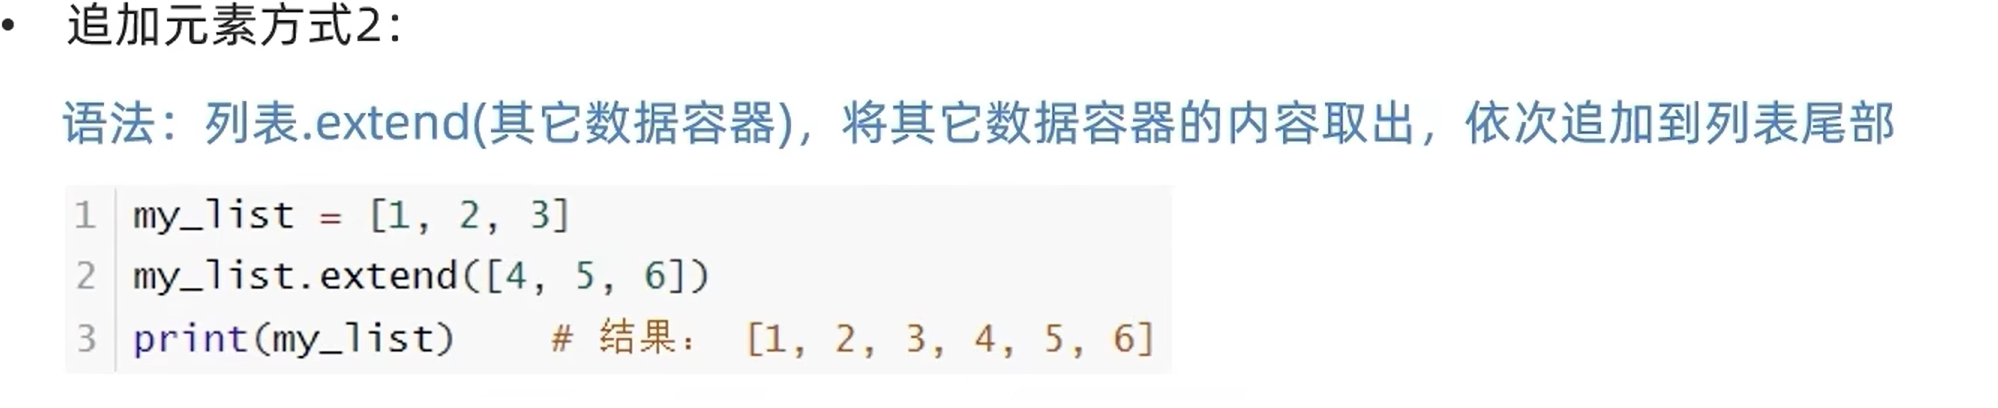 • 追加元素方式2：
语法：列表.extend(其它数据容器)，将其它数据容器的内容取出，依次追加到列表尾部
1 my_list = [1, 2, 3]
2 my_list.extend([4, 5, 6])
3 print(my_list)    # 结果： [1, 2, 3, 4, 5, 6]